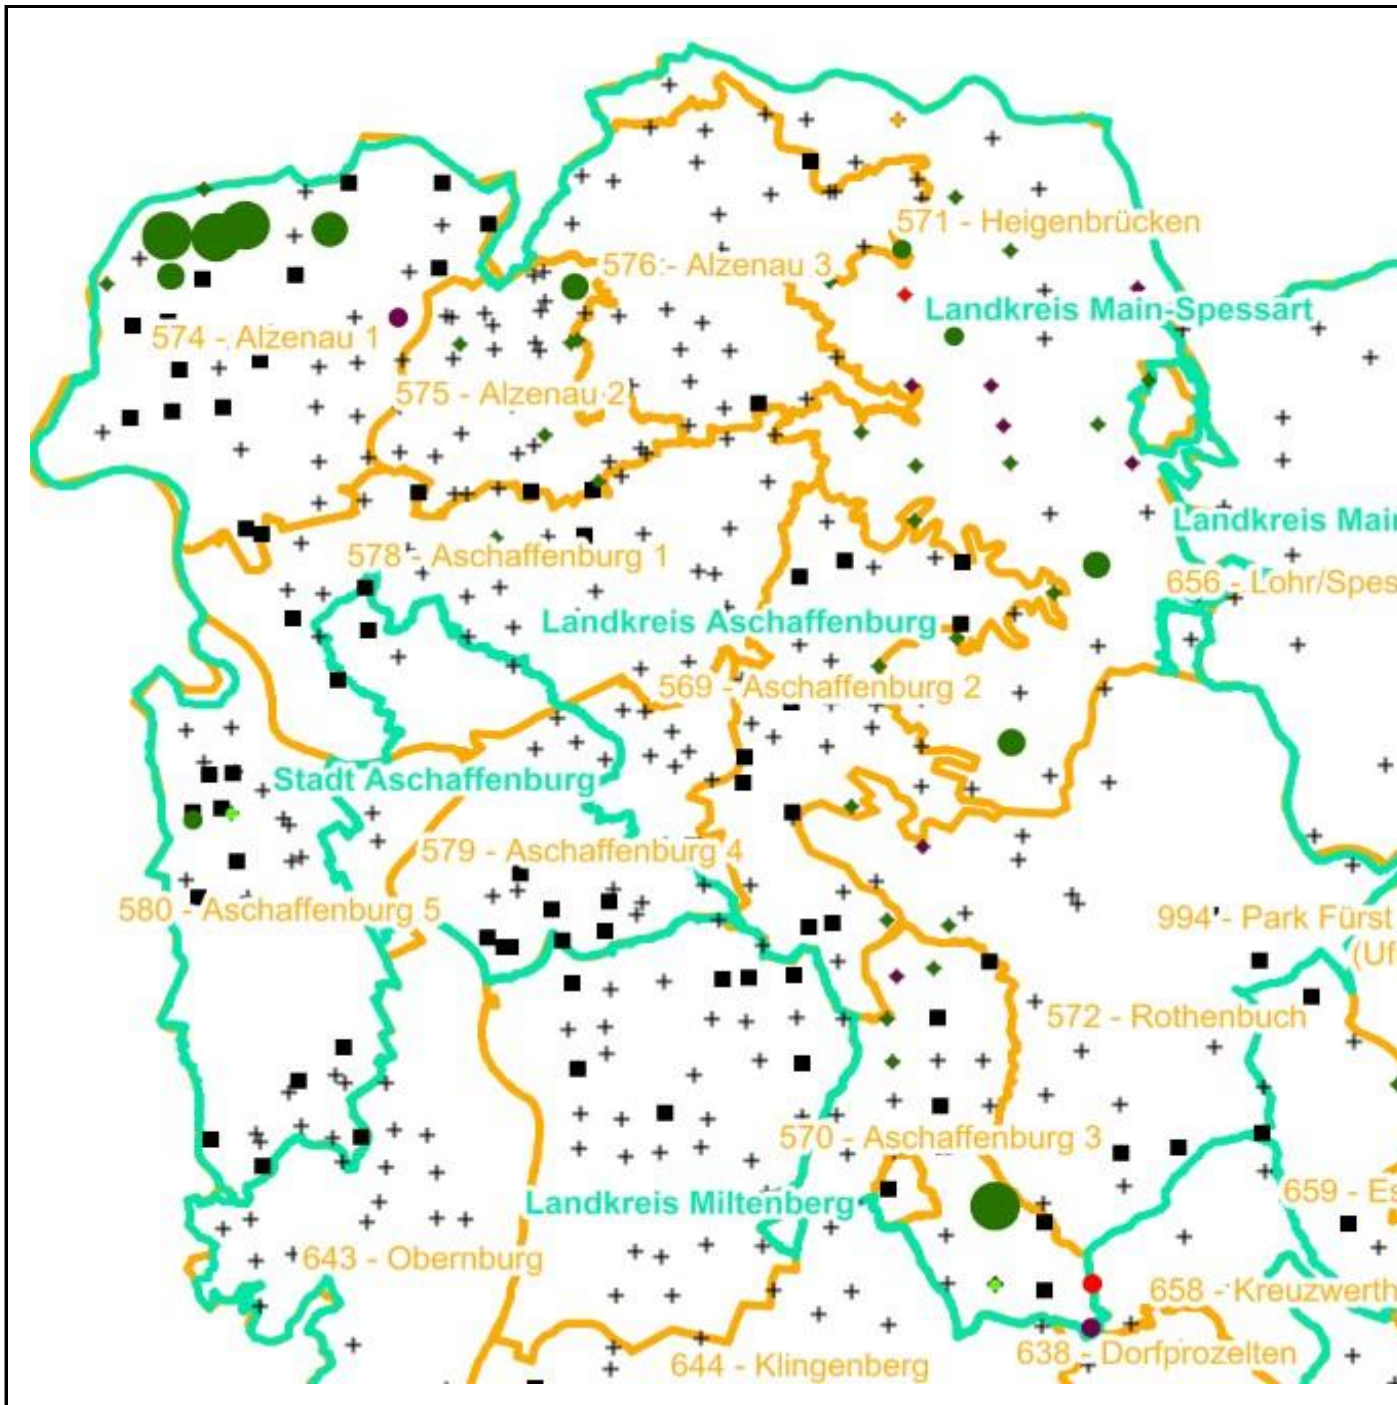 571 - Heigenbrücken
576 - Alzenau 3
Landkreis Main-Spessart
574 - Alzenau 1
575 - Alzenau 2
Landkreis Main
578 - Aschaffenburg 1
656 - Lohr/Spes
Landkreis Aschaffenburg
569 - Aschaffenburg 2
Stadt Aschaffenburg
579 - Aschaffenburg 4
580 - Aschaffenburg 5
994 - Park Fürst
(Uf
572 - Rothenbuch
570 - Aschaffenburg 3
659 - Es
Landkreis Miltenberg
643 - Obernburg
658 - Kreuzwerth
638 - Dorfprozelten
644 - Klingenberg